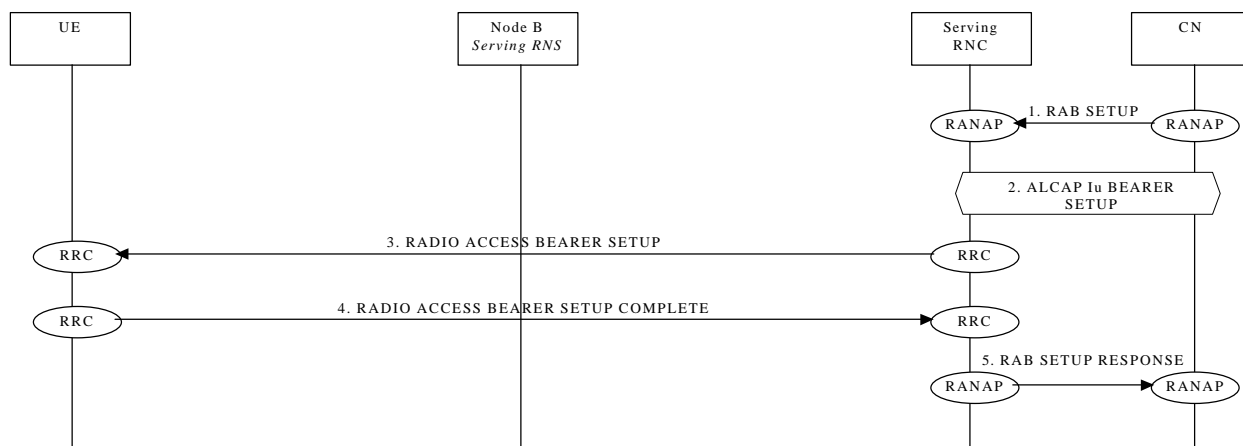 UE
Node B
Serving RNS
Serving
RNC
CN
1. RAB SETUP
RANAP
RANAP
2. ALCAP Iu BEARER
SETUP
3. RADIO ACCESS BEARER SETUP
RRC
RRC
4. RADIO ACCESS BEARER SETUP COMPLETE
RRC
RRC
5. RAB SETUP RESPONSE
RANAP
RANAP